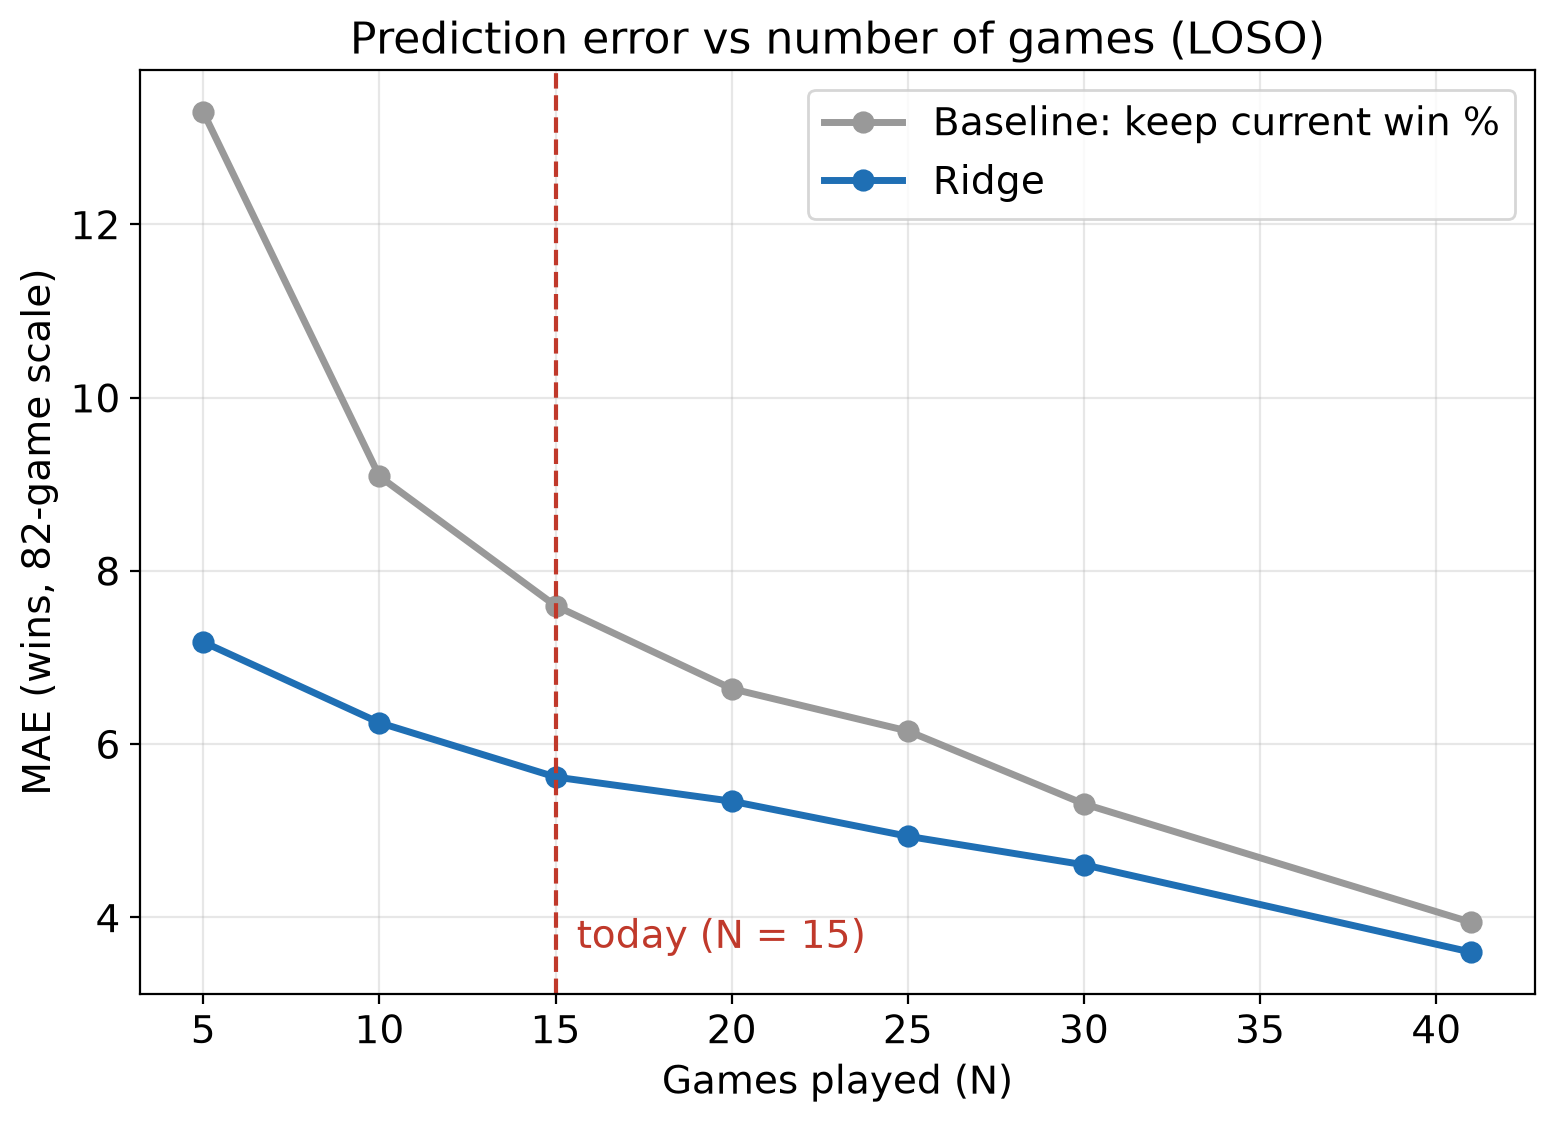 Prediction error vs number of games (LOSO)
Baseline: keep current win %
Ridge
MAE (wins, 82-game scale)
12
10
8
6
4
today (N = 15)
5 10 15 20 25 30 35 40
Games played (N)